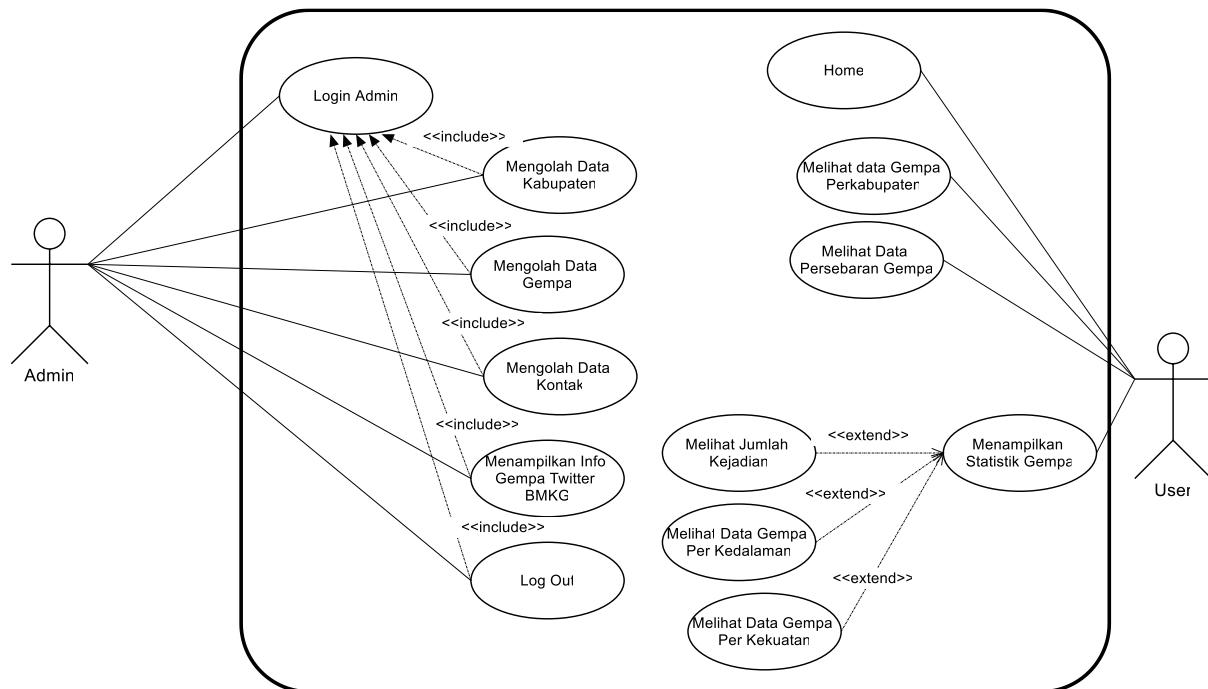 Login Admin
<<include>>
Mengolah Data
Kabupaten
<<include>>
Mengolah Data
Gempa
<<include>>
Mengolah Data
Kontak
<<include>>
Menampilkan Info
Gempa Twitter
BMKG
<<include>>
Log Out
Admin
Home
Melihat data Gempa
Perkabupaten
Melihat Data
Persebaran Gempa
Melihat Jumlah
Kejadian
<<extend>>
Menampilkan
Statistik Gempa
<<extend>>
Melihat Data Gempa
Per Kedalaman
<<extend>>
Melihat Data Gempa
Per Kekuatan
User